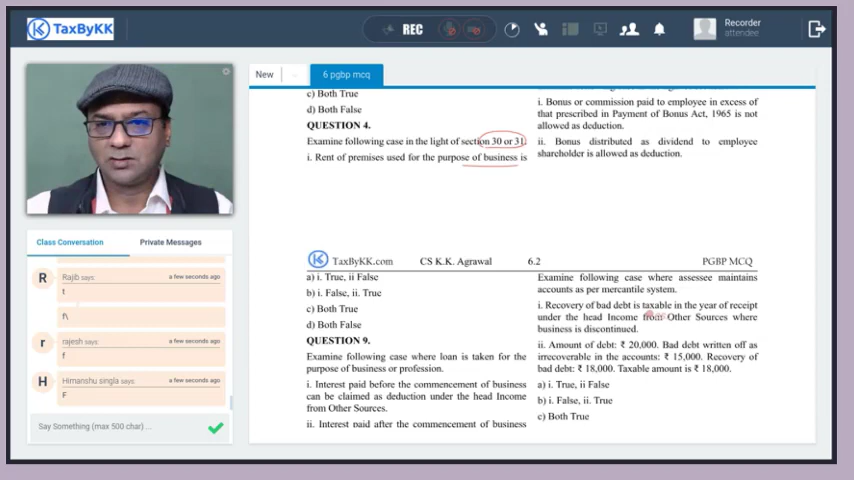 TaxByKK
REC
Recorder
attendee
New
6 pgbp mcq
Class Conversation
Private Messages
R
Rajib says:
a few seconds ago
t
f\
r
rajesh says:
a few seconds ago
f
H
Himanshu singla says:
a few seconds ago
F
Say Something (max 500 char) ...
c) Both True
d) Both False
QUESTION 4.
Examine following case in the light of section 30 or 31.
i. Rent of premises used for the purpose of business is
i. Bonus or commission paid to employee in excess of
that prescribed in Payment of Bonus Act, 1965 is not
allowed as deduction.
ii. Bonus distributed as dividend to employee
shareholder is allowed as deduction.
TaxByKK.com
CS K.K. Agrawal
6.2
PGBP MCQ
a) i. True, ii False
b) i. False, ii. True
c) Both True
d) Both False
QUESTION 9.
Examine following case where loan is taken for the
purpose of business or profession.
i. Interest paid before the commencement of business
can be claimed as deduction under the head Income
from Other Sources.
ii. Interest paid after the commencement of business
Examine following case where assessee maintains
accounts as per mercantile system.
i. Recovery of bad debt is taxable in the year of receipt
under the head Income from Other Sources where
business is discontinued.
ii. Amount of debt: ₹ 20,000. Bad debt written off as
irrecoverable in the accounts: ₹ 15,000. Recovery of
bad debt: ₹ 18,000. Taxable amount is ₹ 18,000.
a) i. True, ii False
b) i. False, ii. True
c) Both True